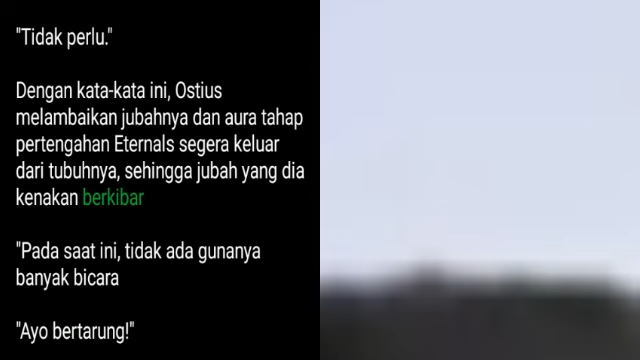 "Tidak perlu."
Dengan kata-kata ini, Ostius
melambaikan jubahnya dan aura tahap
pertengahan Eternals segera keluar
dari tubuhnya, sehingga jubah yang dia
kenakan berkibar
"Pada saat ini, tidak ada gunanya
banyak bicara
"Ayo bertarung!"